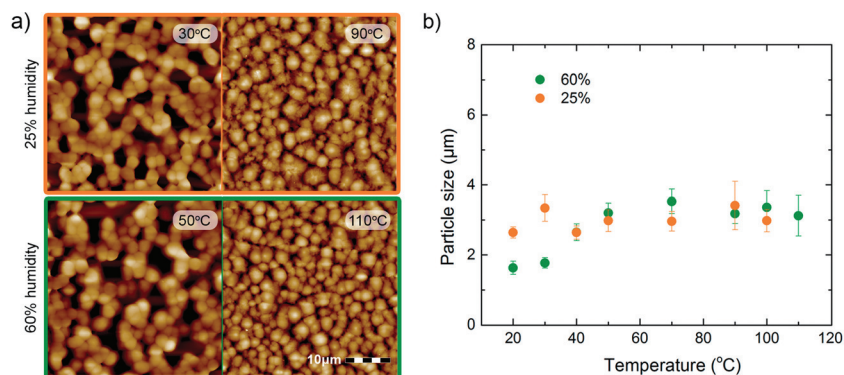 a)
25% humidity
30°C
90°C
60% humidity
50°C
110°C
10µm
b)
Particle size (µm)
8
6
4
2
0
60%
25%
20 40 60 80 100 120
Temperature (°C)